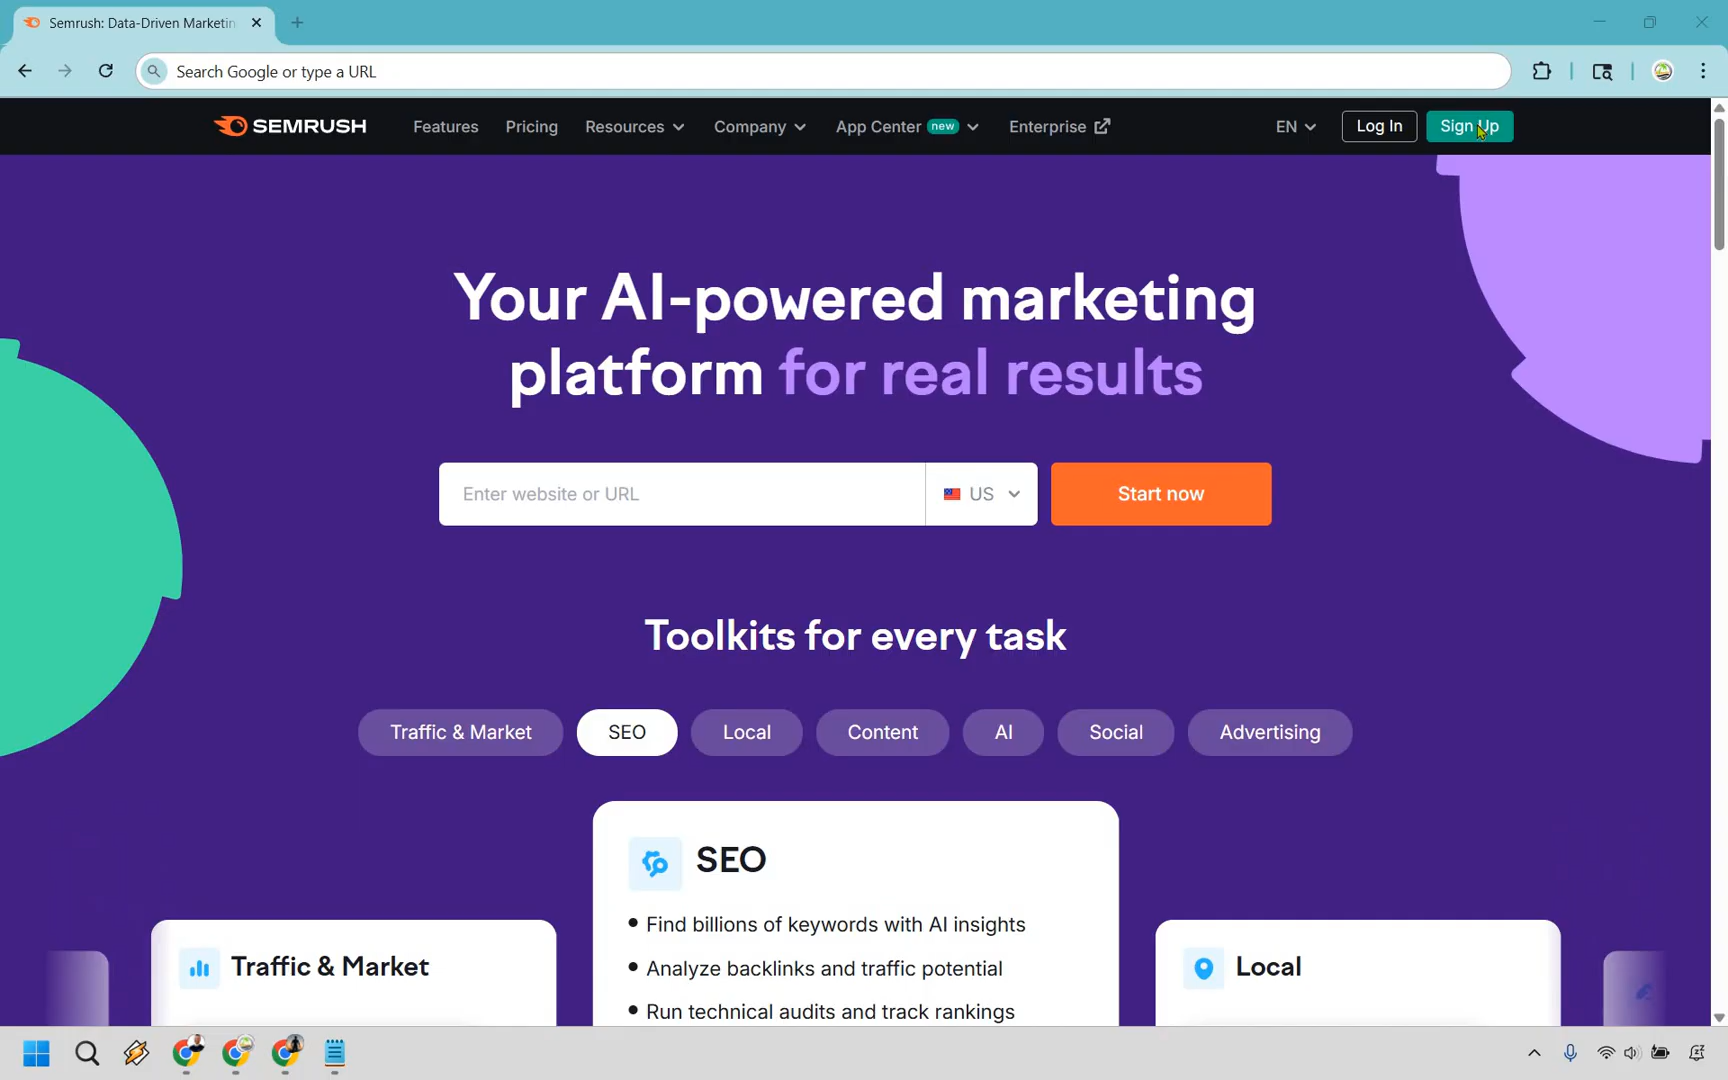 Semrush: Data-Driven Marketin
Search Google or type a URL
SEMRUSH
Features
Pricing
Resources
Company
App Center new
Enterprise
EN
Log In
Sign Up
Your AI-powered marketing
platform for real results
Enter website or URL
US
Start now
Toolkits for every task
Traffic & Market
SEO
Local
Content
AI
Social
Advertising
SEO
Find billions of keywords with AI insights
Analyze backlinks and traffic potential
Run technical audits and track rankings
Traffic & Market
Local